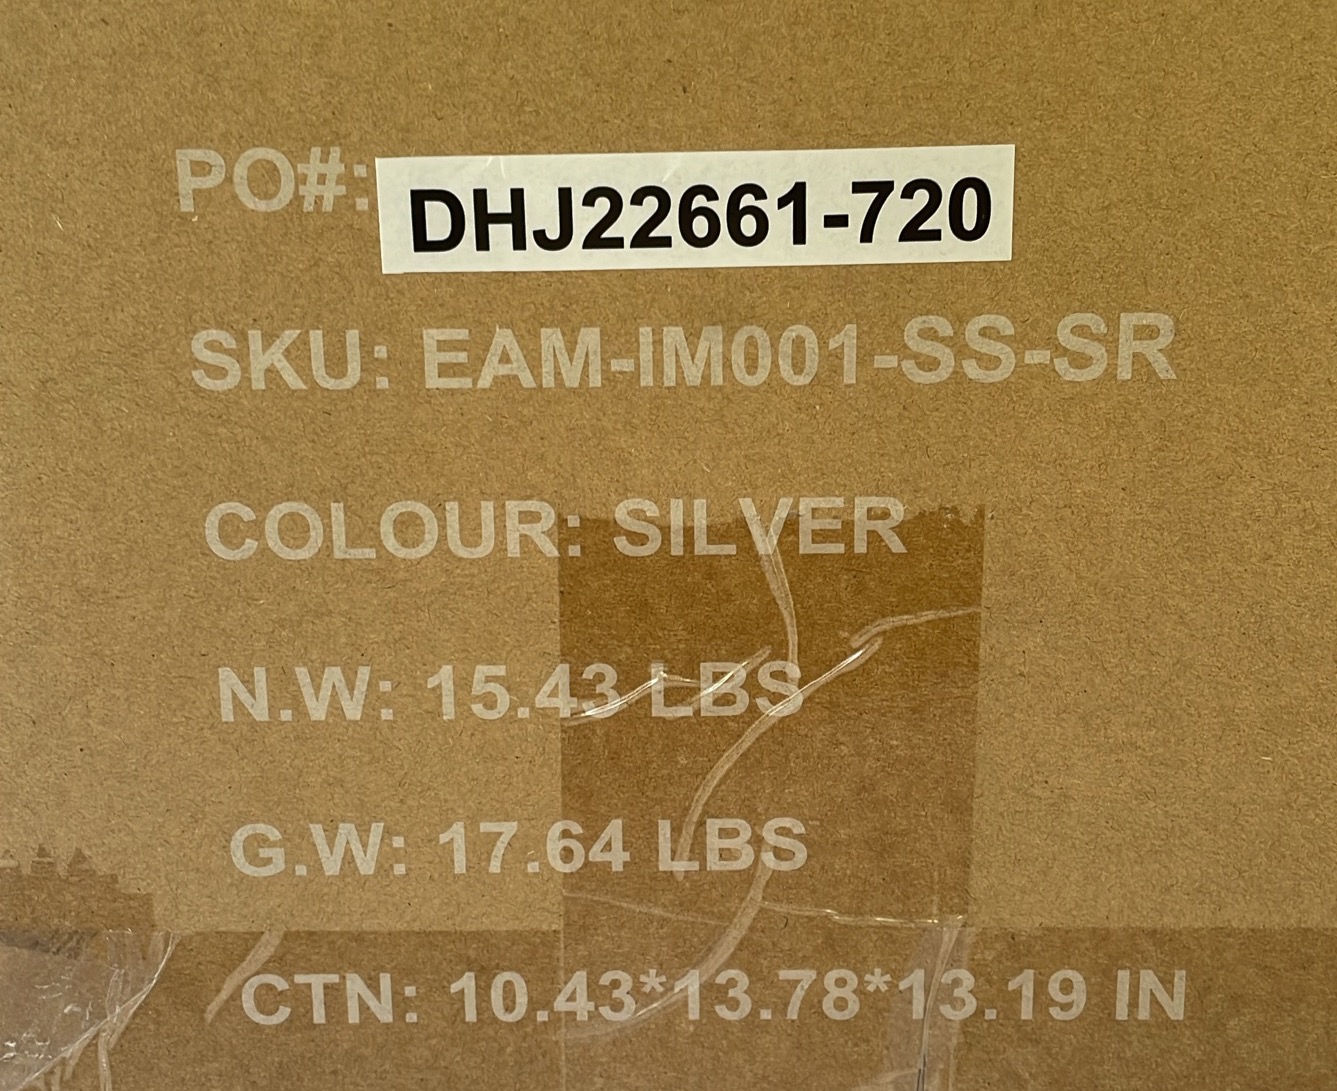 PO#: DHJ22661-720
SKU: EAM-IM001-SS-SR
COLOUR: SILVER
N.W: 15.43 LBS
G.W: 17.64 LBS
CTN: 10.43*13.78*13.19 IN